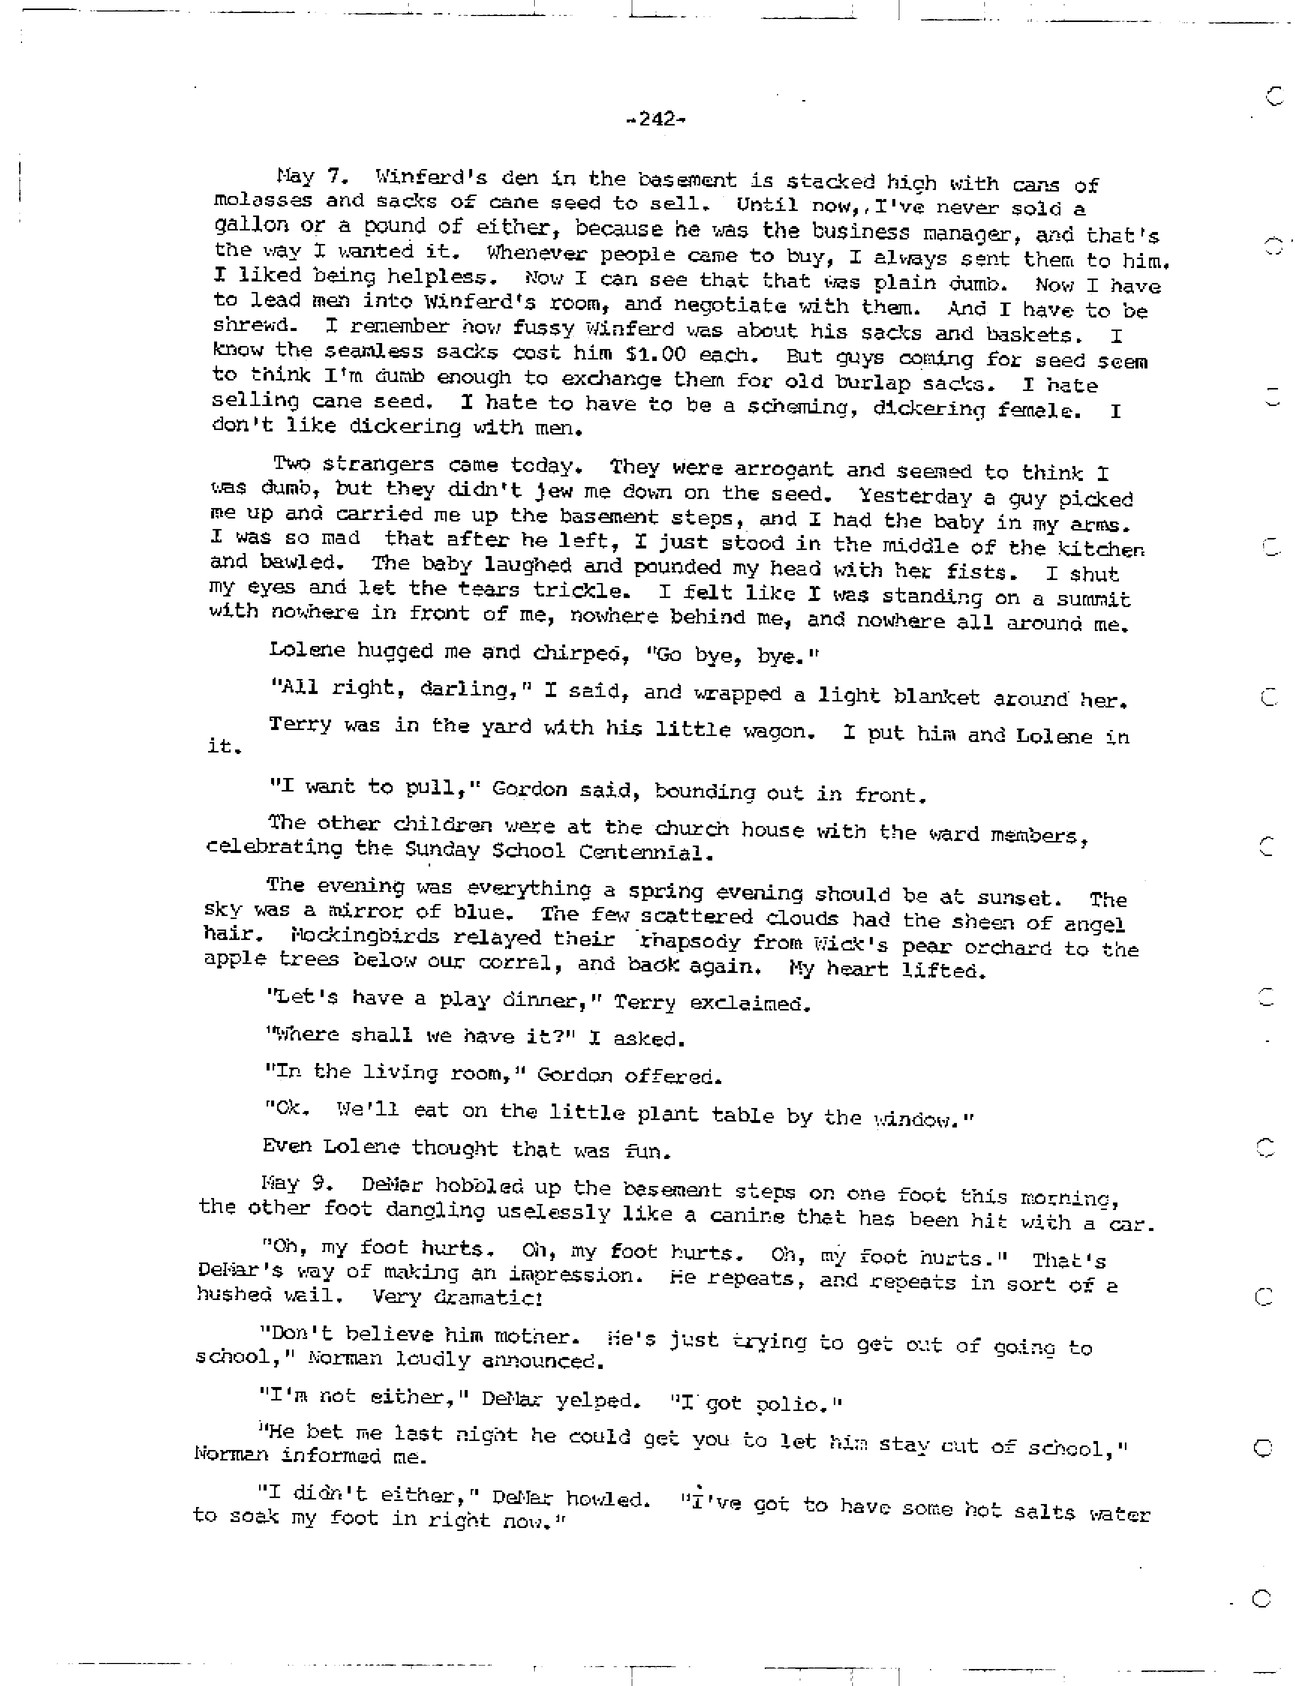 -242-
May 7. Winferd's den in the basement is stacked high with cans of
molasses and sacks of cane seed to sell. Until now, I've never sold a
gallon or a pound of either, because he was the business manager, and that's
the way I wanted it. Whenever people came to buy, I always sent them to him.
I liked being helpless. Now I can see that that was plain dumb. Now I have
to lead men into Winferd's room, and negotiate with them. And I have to be
shrewd. I remember how fussy Winferd was about his sacks and baskets. I
know the seamless sacks cost him $1.00 each. But guys coming for seed seem
to think I'm dumb enough to exchange them for old burlap sacks. I hate
selling cane seed. I hate to have to be a scheming, dickering female. I
don't like dickering with men.
Two strangers came today. They were arrogant and seemed to think I
was dumb, but they didn't jew me down on the seed. Yesterday a guy picked
me up and carried me up the basement steps, and I had the baby in my arms.
I was so mad that after he left, I just stood in the middle of the kitchen
and bawled. The baby laughed and pounded my head with her fists. I shut
my eyes and let the tears trickle. I felt like I was standing on a summit
with nowhere in front of me, nowhere behind me, and nowhere all around me.
Lolene hugged me and chirped, "Go bye, bye."
"All right, darling," I said, and wrapped a light blanket around her.
Terry was in the yard with his little wagon. I put him and Lolene in
it.
"I want to pull," Gordon said, bounding out in front.
The other children were at the church house with the ward members,
celebrating the Sunday School Centennial.
The evening was everything a spring evening should be at sunset. The
sky was a mirror of blue. The few scattered clouds had the sheen of angel
hair. Mockingbirds relayed their rhapsody from Wick's pear orchard to the
apple trees below our corral, and back again. My heart lifted.
"Let's have a play dinner," Terry exclaimed.
"Where shall we have it?" I asked.
"In the living room," Gordon offered.
"Ok. We'll eat on the little plant table by the window."
Even Lolene thought that was fun.
May 9. DeMar hobbled up the basement steps on one foot this morning,
the other foot dangling uselessly like a canine that has been hit with a car.
"Oh, my foot hurts. Oh, my foot hurts. Oh, my foot hurts." That's
DeMar's way of making an impression. He repeats, and repeats in sort of a
hushed wail. Very dramatic!
"Don't believe him mother. He's just trying to get out of going to
school," Norman loudly announced.
"I'm not either," DeMar yelped. "I got polio."
"He bet me last night he could get you to let him stay out of school,"
Norman informed me.
"I didn't either," DeMar howled. "I've got to have some hot salts water
to soak my foot in right now."